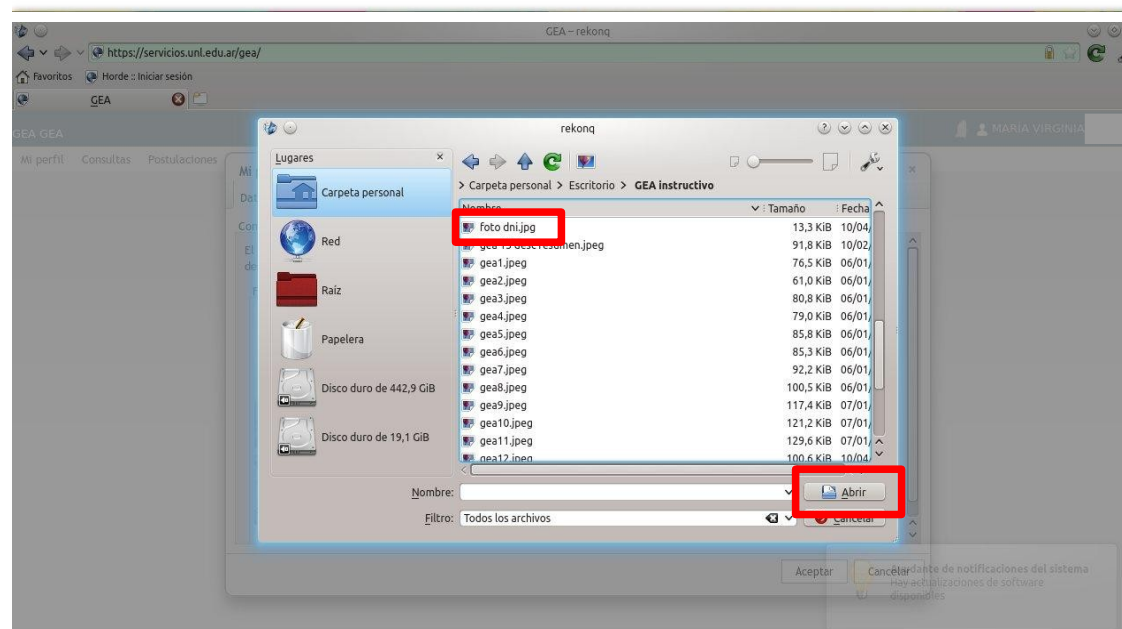 GEA – rekonq
https://servicios.unl.edu.ar/gea/
Favoritos Horde :: Iniciar sesión
GEA
GEA GEA
MARIA VIRGINIA
Mi perfil Consultas Postulaciones
rekonq
Lugares
Carpeta personal
Red
Raíz
Papelera
Disco duro de 442,9 GiB
Disco duro de 19,1 GiB
> Carpeta personal > Escritorio > GEA instructivo
Nombre Tamaño Fecha
foto dni.jpg 13,3 KiB 10/04/
91,8 KiB 10/02/
gea1.jpeg 76,5 KiB 06/01/
gea2.jpeg 61,0 KiB 06/01/
gea3.jpeg 80,8 KiB 06/01/
gea4.jpeg 79,0 KiB 06/01/
gea5.jpeg 85,8 KiB 06/01/
gea6.jpeg 85,3 KiB 06/01/
gea7.jpeg 92,2 KiB 06/01/
gea8.jpeg 100,5 KiB 06/01/
gea9.jpeg 117,4 KiB 07/01/
gea10.jpeg 121,2 KiB 07/01/
gea11.jpeg 129,6 KiB 07/01/
gea12.jpeg 100,6 KiB 10/04/
Nombre: Abrir
Filtro: Todos los archivos Cancelar
Aceptar Cancelar
de notificaciones del sistema
Hay actualizaciones de software
disponibles